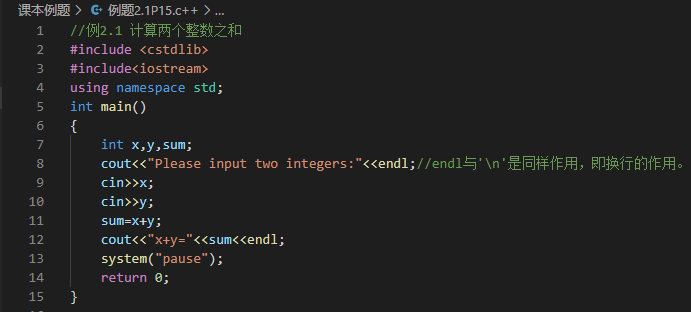 课本例题 > 例题2.1P15.c++ > ...
1 //例2.1 计算两个整数之和
2 #include <cstdlib>
3 #include<iostream>
4 using namespace std;
5 int main()
6 {
7 int x,y,sum;
8 cout<<"Please input two integers:"<<endl;//endl与'\n'是同样作用，即换行的作用。
9 cin>>x;
10 cin>>y;
11 sum=x+y;
12 cout<<"x+y="<<sum<<endl;
13 system("pause");
14 return 0;
15 }